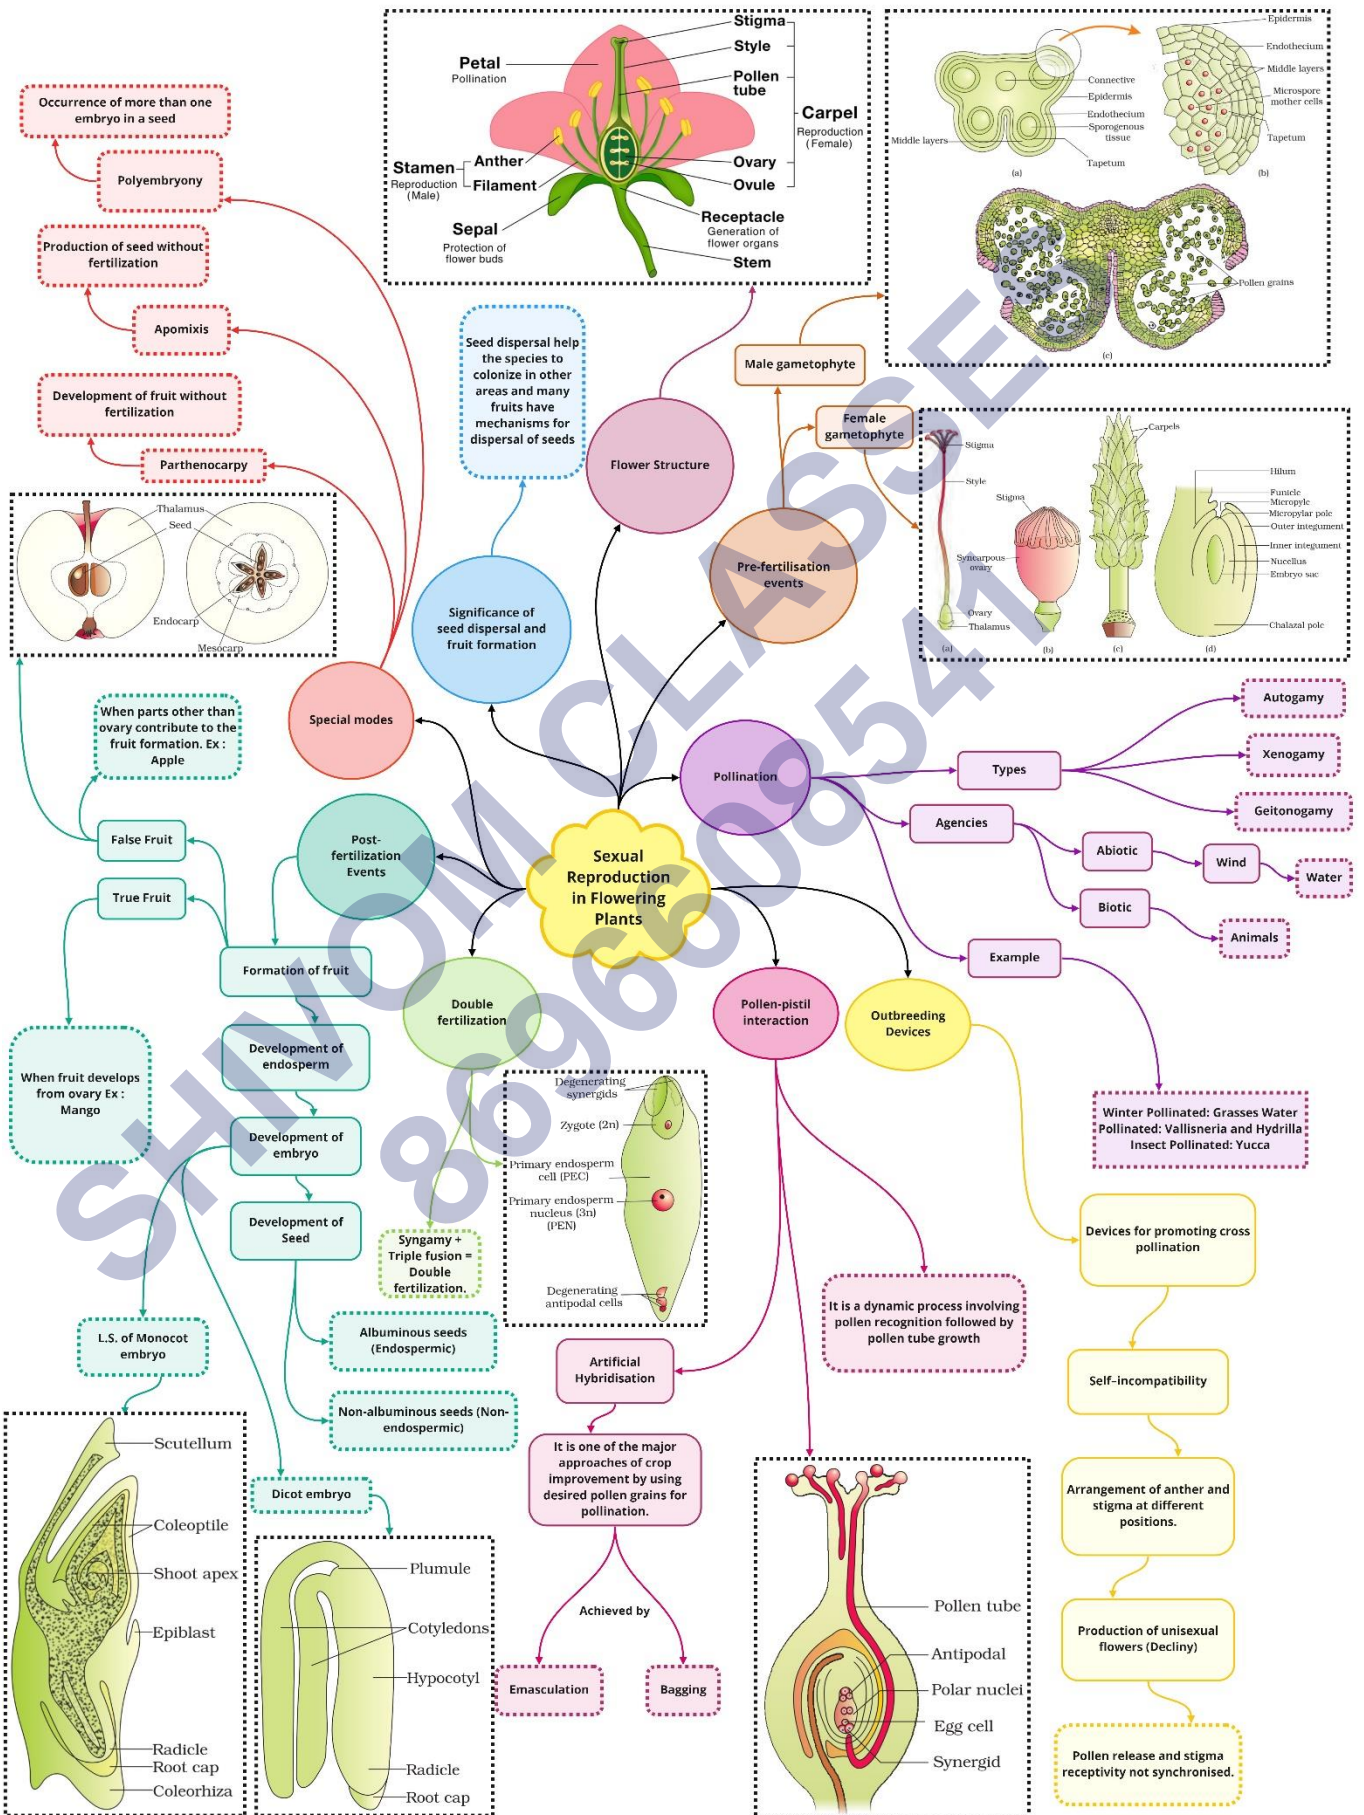 Stigma
Style
Pollen
tube
Petal
Pollination
Carpel
Reproduction
(Female)
Stamen
Reproduction
(Male)
Anther
Filament
Ovary
Ovule
Sepal
Protection of
flower buds
Receptacle
Generation of
flower organs
Stem
Epidermis
Endothecium
Middle layers
Microspore
mother cells
Tapetum
Connective
Epidermis
Endothecium
Sporogenous
tissue
Middle layers
Tapetum
(a)
(b)
Pollen grains
(c)
Occurrence of more than one
embryo in a seed
Polyembryony
Production of seed without
fertilization
Apomixis
Development of fruit without
fertilization
Parthenocarpy
Seed dispersal help
the species to
colonize in other
areas and many
fruits have
mechanisms for
dispersal of seeds
Flower Structure
Male gametophyte
Female
gametophyte
Pre-fertilisation
events
Stigma
Style
Ovary
Thalamus
(a)
Stigma
Syncarpous
ovary
(b)
Carpels
(c)
Hilum
Funicle
Micropyle
Micropylar pole
Outer integument
Inner integument
Nucellus
Embryo sac
Chalazal pole
(d)
Thalamus
Seed
Endocarp
Mesocarp
Significance of
seed dispersal and
fruit formation
Special modes
When parts other than
ovary contribute to the
fruit formation. Ex :
Apple
False Fruit
True Fruit
Post-
fertilization
Events
Sexual
Reproduction
in Flowering
Plants
Pollination
Types
Autogamy
Xenogamy
Geitonogamy
Agencies
Abiotic
Wind
Water
Biotic
Animals
Example
Winter Pollinated: Grasses Water
Pollinated: Vallisneria and Hydrilla
Insect Pollinated: Yucca
Formation of fruit
Development of
endosperm
Development of
embryo
Development of
Seed
When fruit develops
from ovary Ex :
Mango
Double
fertilization
Syngamy +
Triple fusion =
Double
fertilization.
Degenerating
synergids
Zygote (2n)
Primary endosperm
cell (PEC)
Primary endosperm
nucleus (3n)
(PEN)
Degenerating
antipodal cells
Pollen-pistil
interaction
Outbreeding
Devices
Devices for promoting cross
pollination
Self–incompatibility
Arrangement of anther and
stigma at different
positions.
Production of unisexual
flowers (Decliny)
Pollen release and stigma
receptivity not synchronised.
It is a dynamic process involving
pollen recognition followed by
pollen tube growth
Artificial
Hybridisation
It is one of the major
approaches of crop
improvement by using
desired pollen grains for
pollination.
Achieved by
Emasculation
Bagging
L.S. of Monocot
embryo
Albuminous seeds
(Endospermic)
Non-albuminous seeds (Non-
endospermic)
Dicot embryo
Scutellum
Coleoptile
Shoot apex
Epiblast
Radicle
Root cap
Coleorhiza
Plumule
Cotyledons
Hypocotyl
Radicle
Root cap
Pollen tube
Antipodal
Polar nuclei
Egg cell
Synergid
SHIVOM CLASSES
8696608541